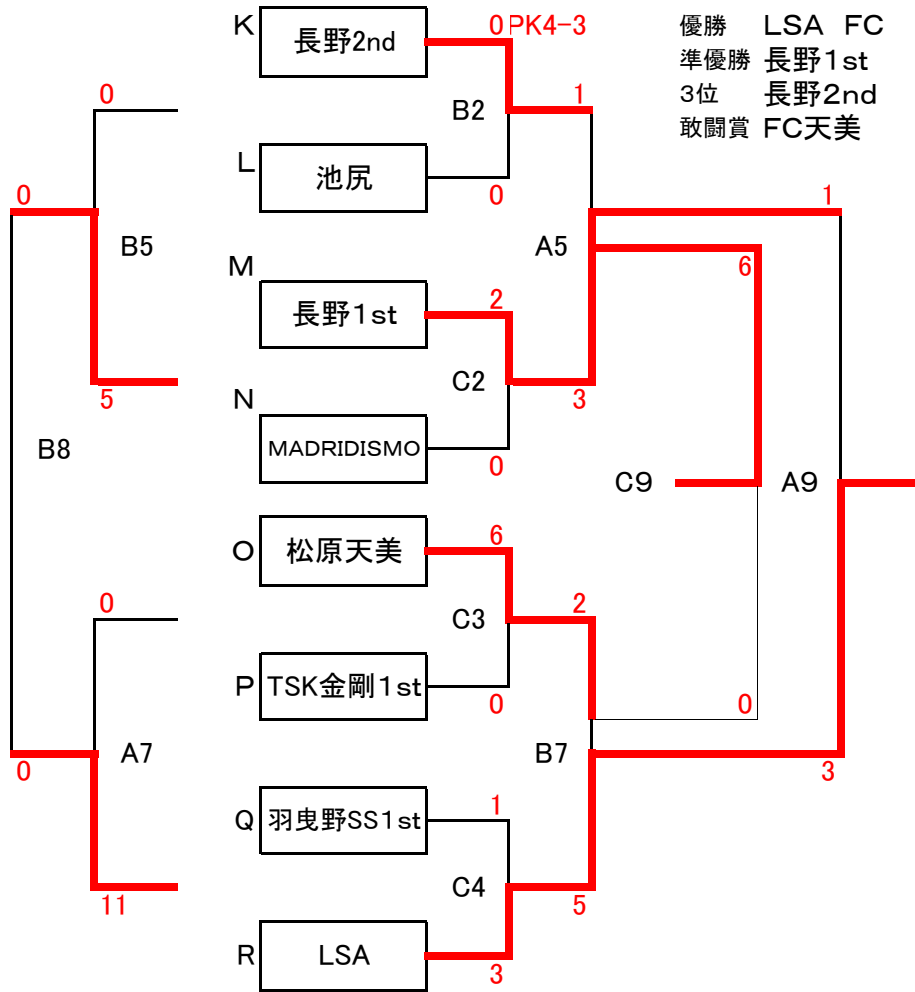 K 長野2nd 0 PK4-3 優勝 LSA FC
準優勝 長野1st
0 B2 1 3位 長野2nd
敢闘賞 FC天美
L 池尻 0
0 1
B5 A5
M 6
長野1st 2
5 C2 3
N
B8 MADRIDISMO 0
C9 A9
O 松原天美 6
0 C3 2
P TSK金剛1st 0 0
0 A7 B7 3
Q 羽曳野SS1st 1
11 C4 5
R LSA 3